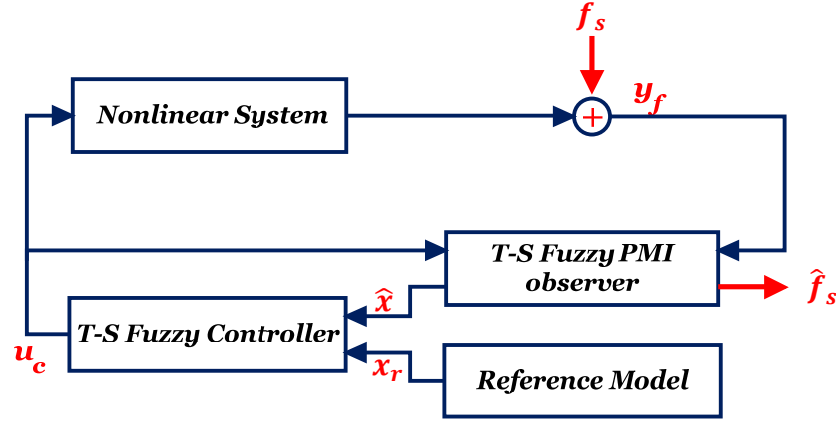 f_s
y_f
Nonlinear System
+
T-S Fuzzy PMI
observer
f̂_s
x̂
T-S Fuzzy Controller
u_c
x_r
Reference Model